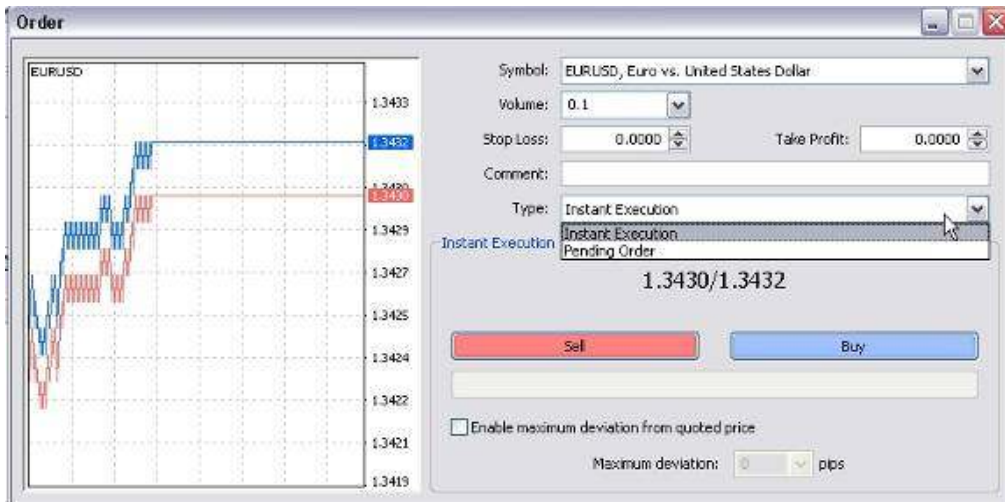 Order
EURUSD
1.3433
1.3432
1.3430
1.3429
1.3427
1.3425
1.3424
1.3422
1.3421
1.3419
Symbol: EURUSD, Euro vs. United States Dollar
Volume: 0.1
Stop Loss: 0.0000 Take Profit: 0.0000
Comment:
Type: Instant Execution
Instant Execution
Pending Order
Instant Execution
1.3430/1.3432
Sell Buy
Enable maximum deviation from quoted price
Maximum deviation: 0 pips